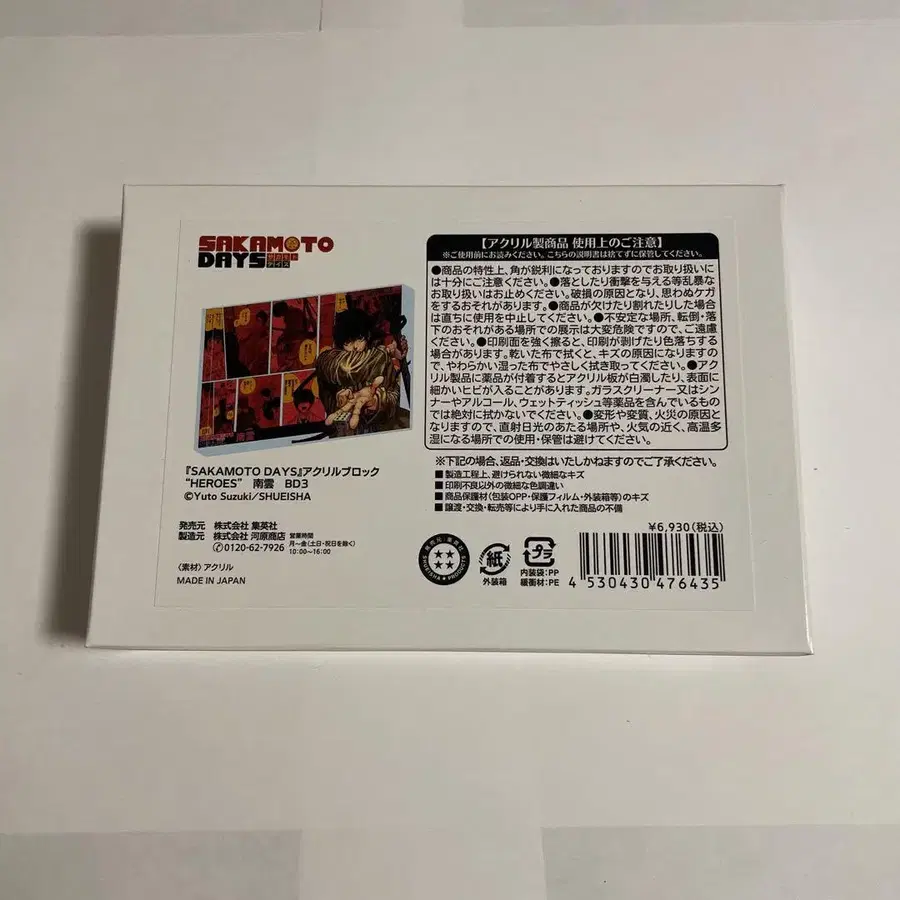 SAKAMOTO
DAYS サカモト
デイズ
南雲
『SAKAMOTO DAYS』アクリルブロック
“HEROES” 南雲 BD3
©Yuto Suzuki/SHUEISHA
発売元 株式会社 集英社
製造元 株式会社 河原商店
✆0120-62-7926
営業時間
月〜金(土日・祝日を除く)
10:00〜16:00
〈素材〉アクリル
MADE IN JAPAN
【アクリル製商品 使用上のご注意】
※ご使用前にお読みください。こちらの説明書は捨てずに保管してください。
●商品の特性上、角が鋭利になっておりますのでお取り扱いに
は十分にご注意ください。●落としたり衝撃を与える等乱暴な
お取り扱いはお止めください。破損の原因となり、思わぬケガ
をするおそれがあります。●商品が欠けたり割れたりした場合
は直ちに使用を中止してください。●不安定な場所、転倒・落
下のおそれがある場所での展示は大変危険ですので、ご遠慮
ください。●印刷面を強く擦ると、印刷が剥げたり色落ちする
場合があります。乾いた布で拭くと、キズの原因になりますの
で、やわらかい湿った布でやさしく拭き取ってください。●アク
リル製品に薬品が付着するとアクリル板が白濁したり、表面に
細かいヒビが入ることがあります。ガラスクリーナー又はシン
ナーやアルコール、ウェットティッシュ等薬品を含んでいるもの
では絶対に拭かないでください。●変形や変質、火災の原因と
なりますので、直射日光のあたる場所や、火気の近く、高温多
湿になる場所での使用・保管は避けてください。
※下記の場合、返品・交換はいたしかねますのでご了承ください。
■製造工程上、避けられない微細なキズ
■印刷不良以外の微細な色調違い
■商品保護材(包装OPP・保護フィルム・外装箱等)のキズ
■譲渡・交換・転売等により手に入れた商品の不備
¥6,930(税込)
発売元:集英社
SHUEISHA PRODUCTS
紙
外装箱
プラ
内装袋:PP
緩衝材:PE
4 530430 476435